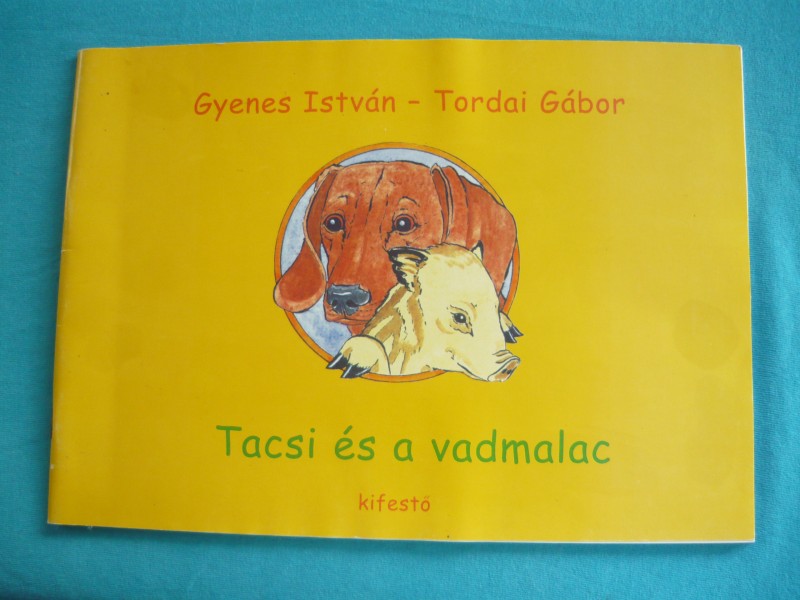 Gyenes István – Tordai Gábor
Tacsi és a vadmalac
kifestő